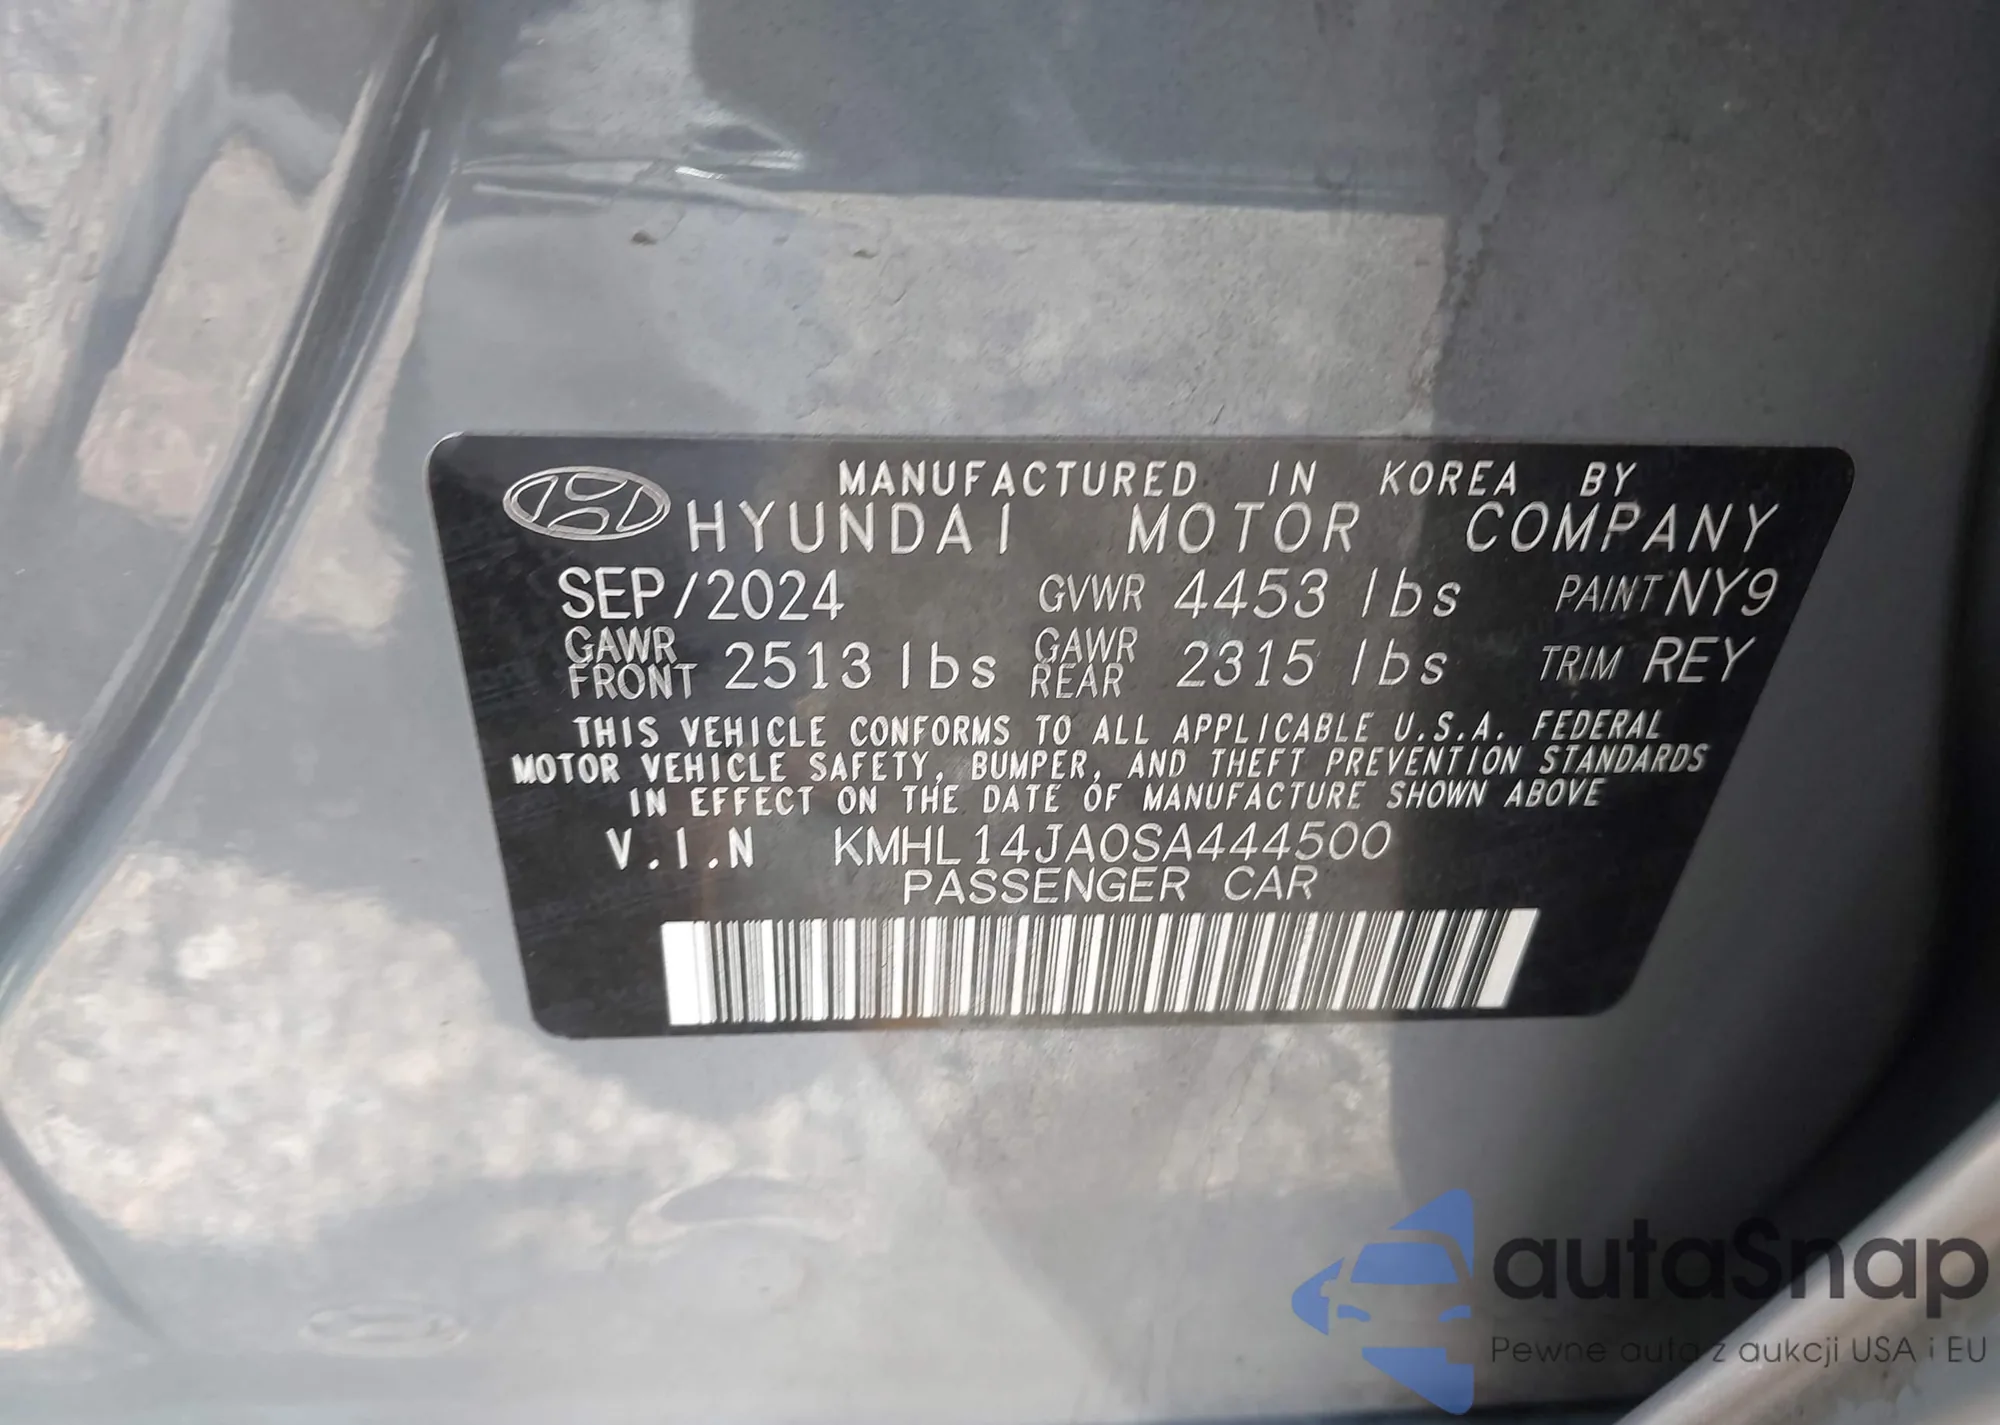 MANUFACTURED IN KOREA BY
HYUNDAI MOTOR COMPANY
SEP/2024 GVWR 4453 lbs PAINT NY9
GAWR FRONT 2513 lbs GAWR REAR 2315 lbs TRIM REY
THIS VEHICLE CONFORMS TO ALL APPLICABLE U.S.A. FEDERAL
MOTOR VEHICLE SAFETY, BUMPER, AND THEFT PREVENTION STANDARDS
IN EFFECT ON THE DATE OF MANUFACTURE SHOWN ABOVE
V.I.N KMHL14JA0SA444500
PASSENGER CAR
autaSnap
Pewne auta z aukcji USA i EU